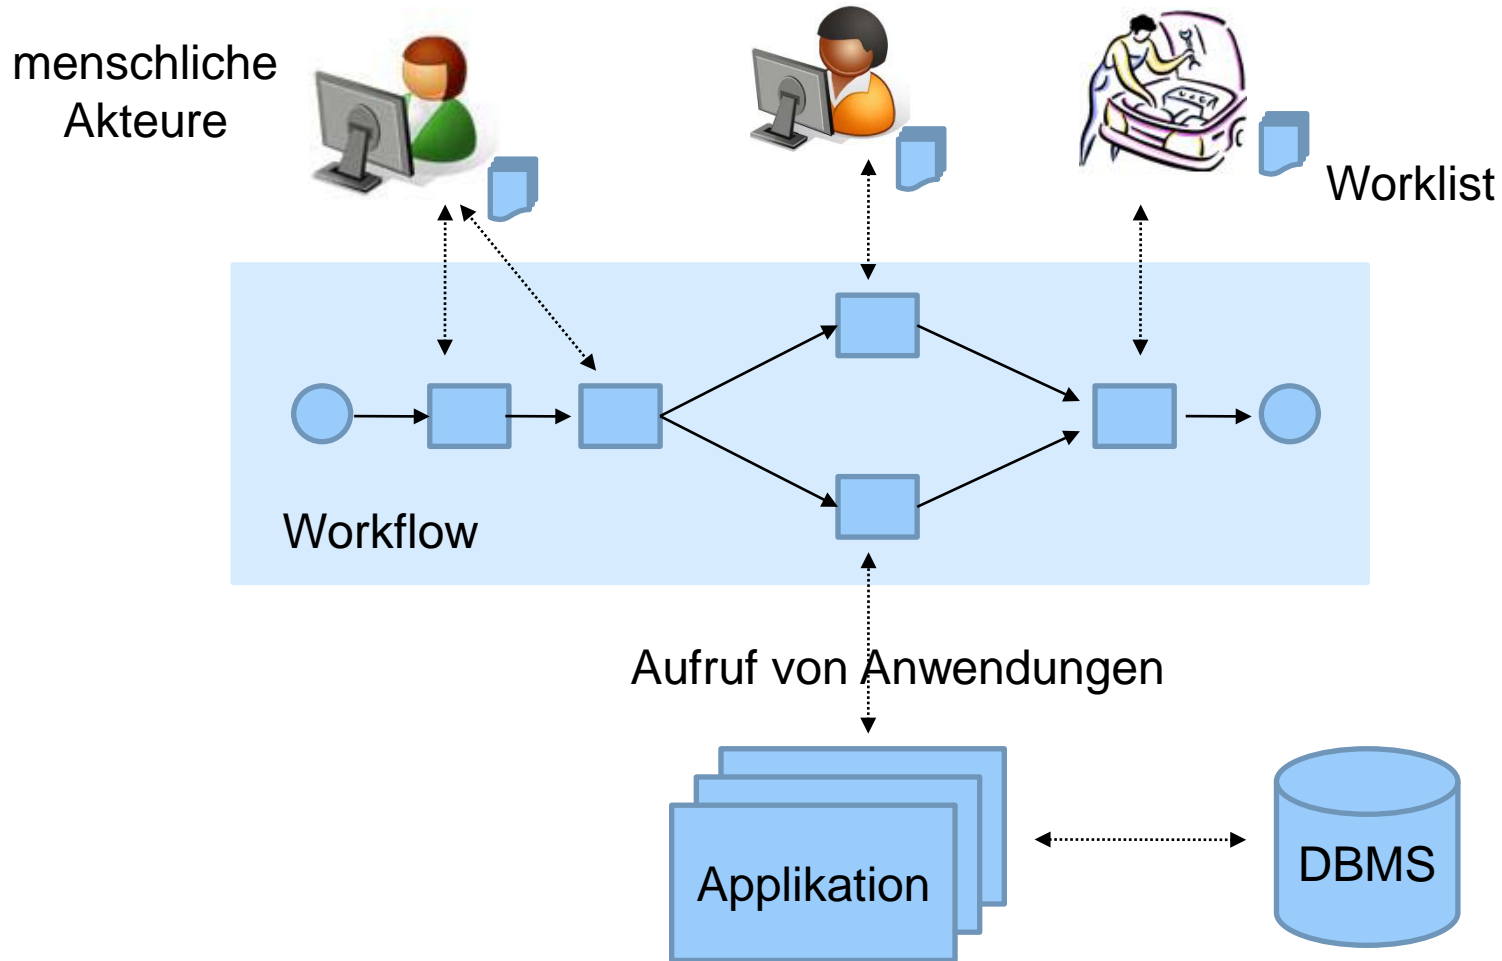 menschliche
Akteure
Worklist
Workflow
Aufruf von Anwendungen
Applikation
DBMS